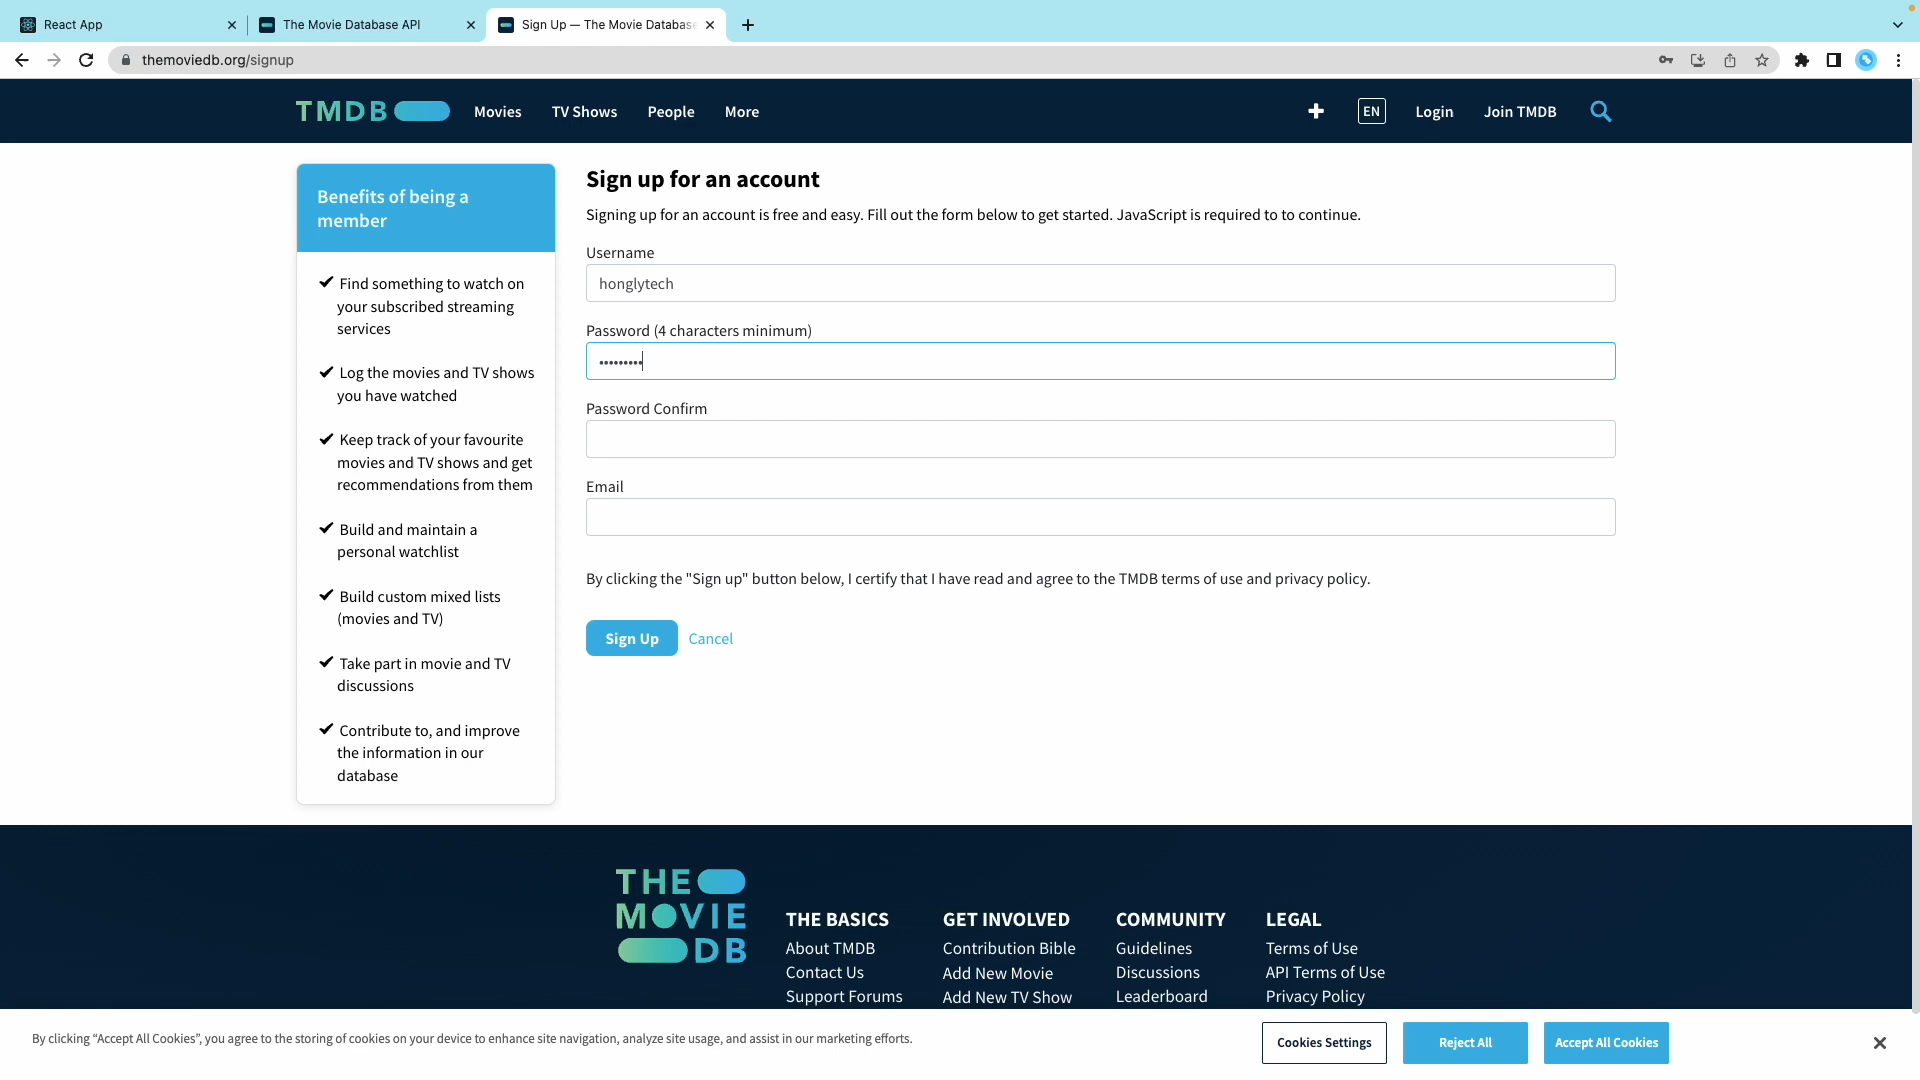 React App
The Movie Database API
Sign Up — The Movie Databas
themoviedb.org/signup
TMDB
Movies
TV Shows
People
More
EN
Login
Join TMDB
Benefits of being a
member
Find something to watch on
your subscribed streaming
services
Log the movies and TV shows
you have watched
Keep track of your favourite
movies and TV shows and get
recommendations from them
Build and maintain a
personal watchlist
Build custom mixed lists
(movies and TV)
Take part in movie and TV
discussions
Contribute to, and improve
the information in our
database
Sign up for an account
Signing up for an account is free and easy. Fill out the form below to get started. JavaScript is required to to continue.
Username
honglytech
Password (4 characters minimum)
•••••••••
Password Confirm
Email
By clicking the "Sign up" button below, I certify that I have read and agree to the TMDB terms of use and privacy policy.
Sign Up
Cancel
THE
MOVIE
DB
THE BASICS
About TMDB
Contact Us
Support Forums
GET INVOLVED
Contribution Bible
Add New Movie
Add New TV Show
COMMUNITY
Guidelines
Discussions
Leaderboard
LEGAL
Terms of Use
API Terms of Use
Privacy Policy
By clicking “Accept All Cookies”, you agree to the storing of cookies on your device to enhance site navigation, analyze site usage, and assist in our marketing efforts.
Cookies Settings
Reject All
Accept All Cookies